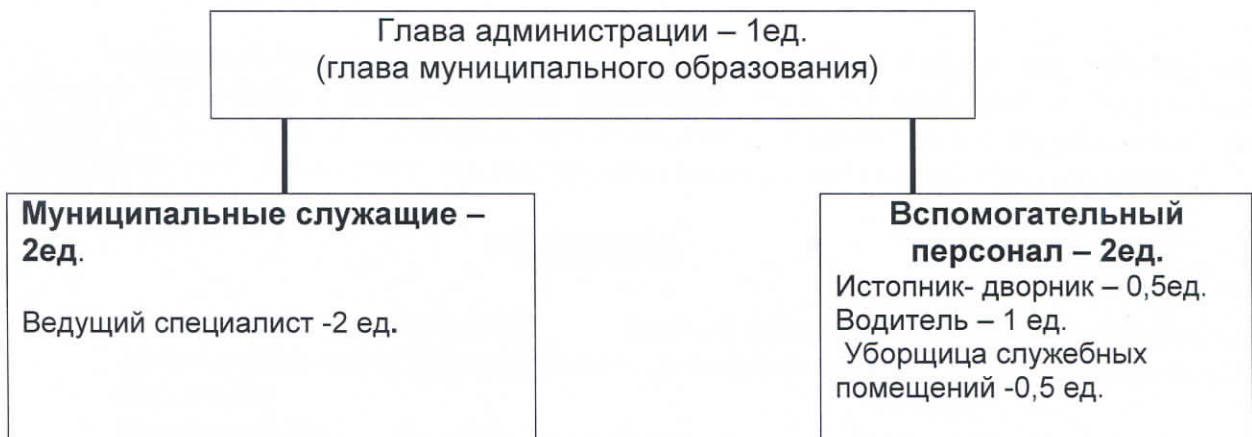 Глава администрации – 1ед.
(глава муниципального образования)
Муниципальные служащие –
2ед.
Ведущий специалист -2 ед.
Вспомогательный
персонал – 2ед.
Истопник- дворник – 0,5ед.
Водитель – 1 ед.
Уборщица служебных
помещений -0,5 ед.